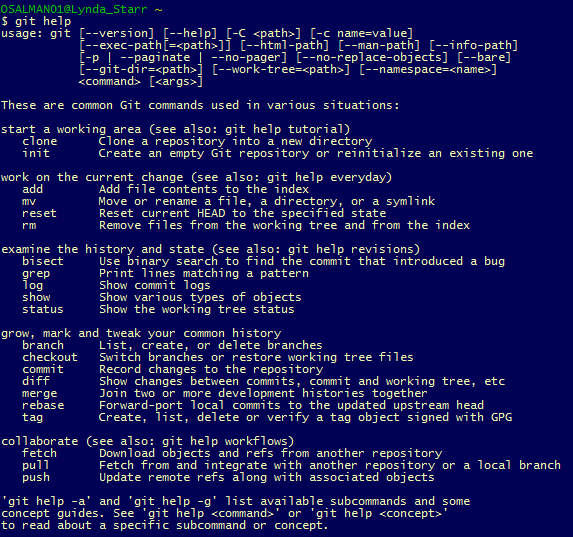 OSALMANO1@Lynda_Starr ~
$ git help
usage: git [--version] [--help] [-C <path>] [-c name=value]
           [--exec-path[=<path>]] [--html-path] [--man-path] [--info-path]
           [-p | --paginate | --no-pager] [--no-replace-objects] [--bare]
           [--git-dir=<path>] [--work-tree=<path>] [--namespace=<name>]
           <command> [<args>]

These are common Git commands used in various situations:

start a working area (see also: git help tutorial)
   clone      Clone a repository into a new directory
   init       Create an empty Git repository or reinitialize an existing one

work on the current change (see also: git help everyday)
   add        Add file contents to the index
   mv         Move or rename a file, a directory, or a symlink
   reset      Reset current HEAD to the specified state
   rm         Remove files from the working tree and from the index

examine the history and state (see also: git help revisions)
   bisect     Use binary search to find the commit that introduced a bug
   grep       Print lines matching a pattern
   log        Show commit logs
   show       Show various types of objects
   status     Show the working tree status

grow, mark and tweak your common history
   branch     List, create, or delete branches
   checkout   Switch branches or restore working tree files
   commit     Record changes to the repository
   diff       Show changes between commits, commit and working tree, etc
   merge      Join two or more development histories together
   rebase     Forward-port local commits to the updated upstream head
   tag        Create, list, delete or verify a tag object signed with GPG

collaborate (see also: git help workflows)
   fetch      Download objects and refs from another repository
   pull       Fetch from and integrate with another repository or a local branch
   push       Update remote refs along with associated objects

'git help -a' and 'git help -g' list available subcommands and some
concept guides. See 'git help <command>' or 'git help <concept>'
to read about a specific subcommand or concept.